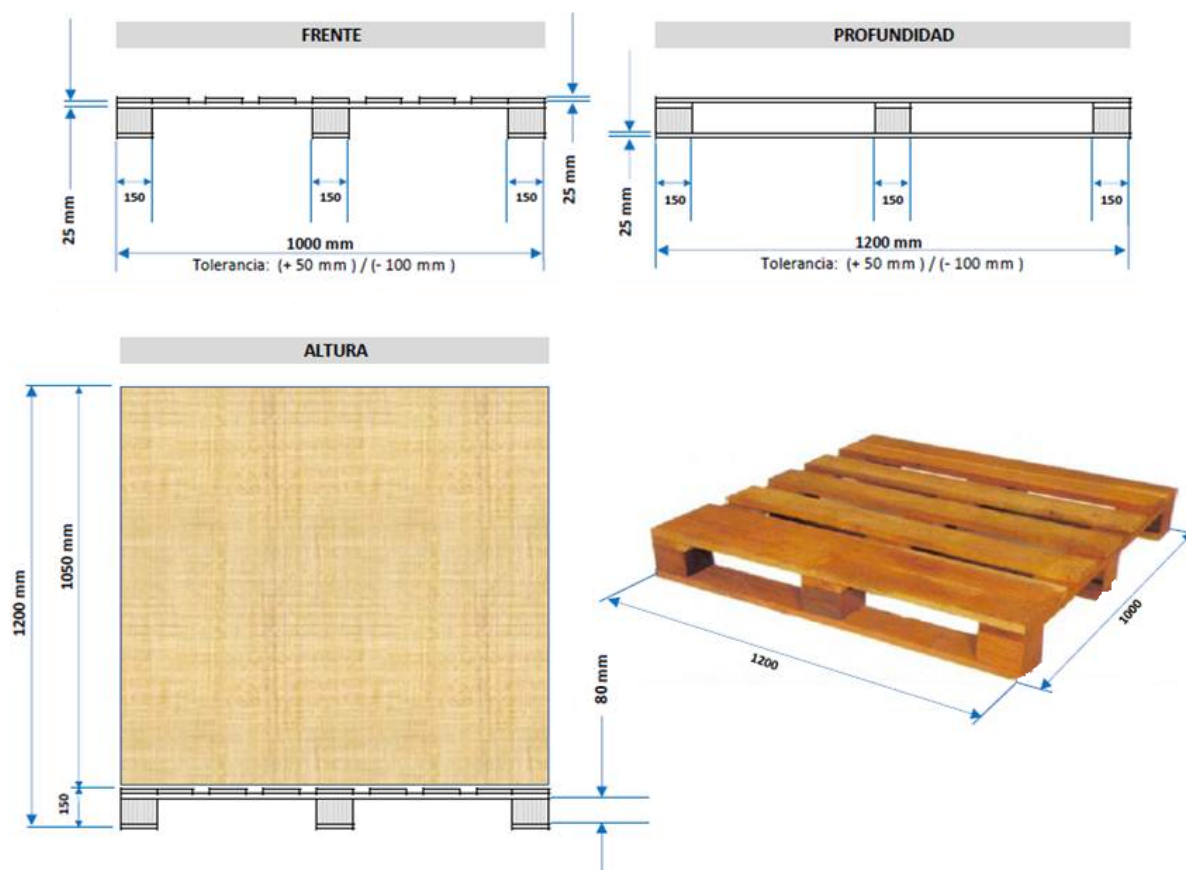 FRENTE
PROFUNDIDAD
25 mm
150
150
150
25 mm
1000 mm
Tolerancia: (+ 50 mm ) / (- 100 mm )
25 mm
150
150
150
1200 mm
Tolerancia: (+ 50 mm ) / (- 100 mm )
ALTURA
1200 mm
1050 mm
150
80 mm
1200
1000